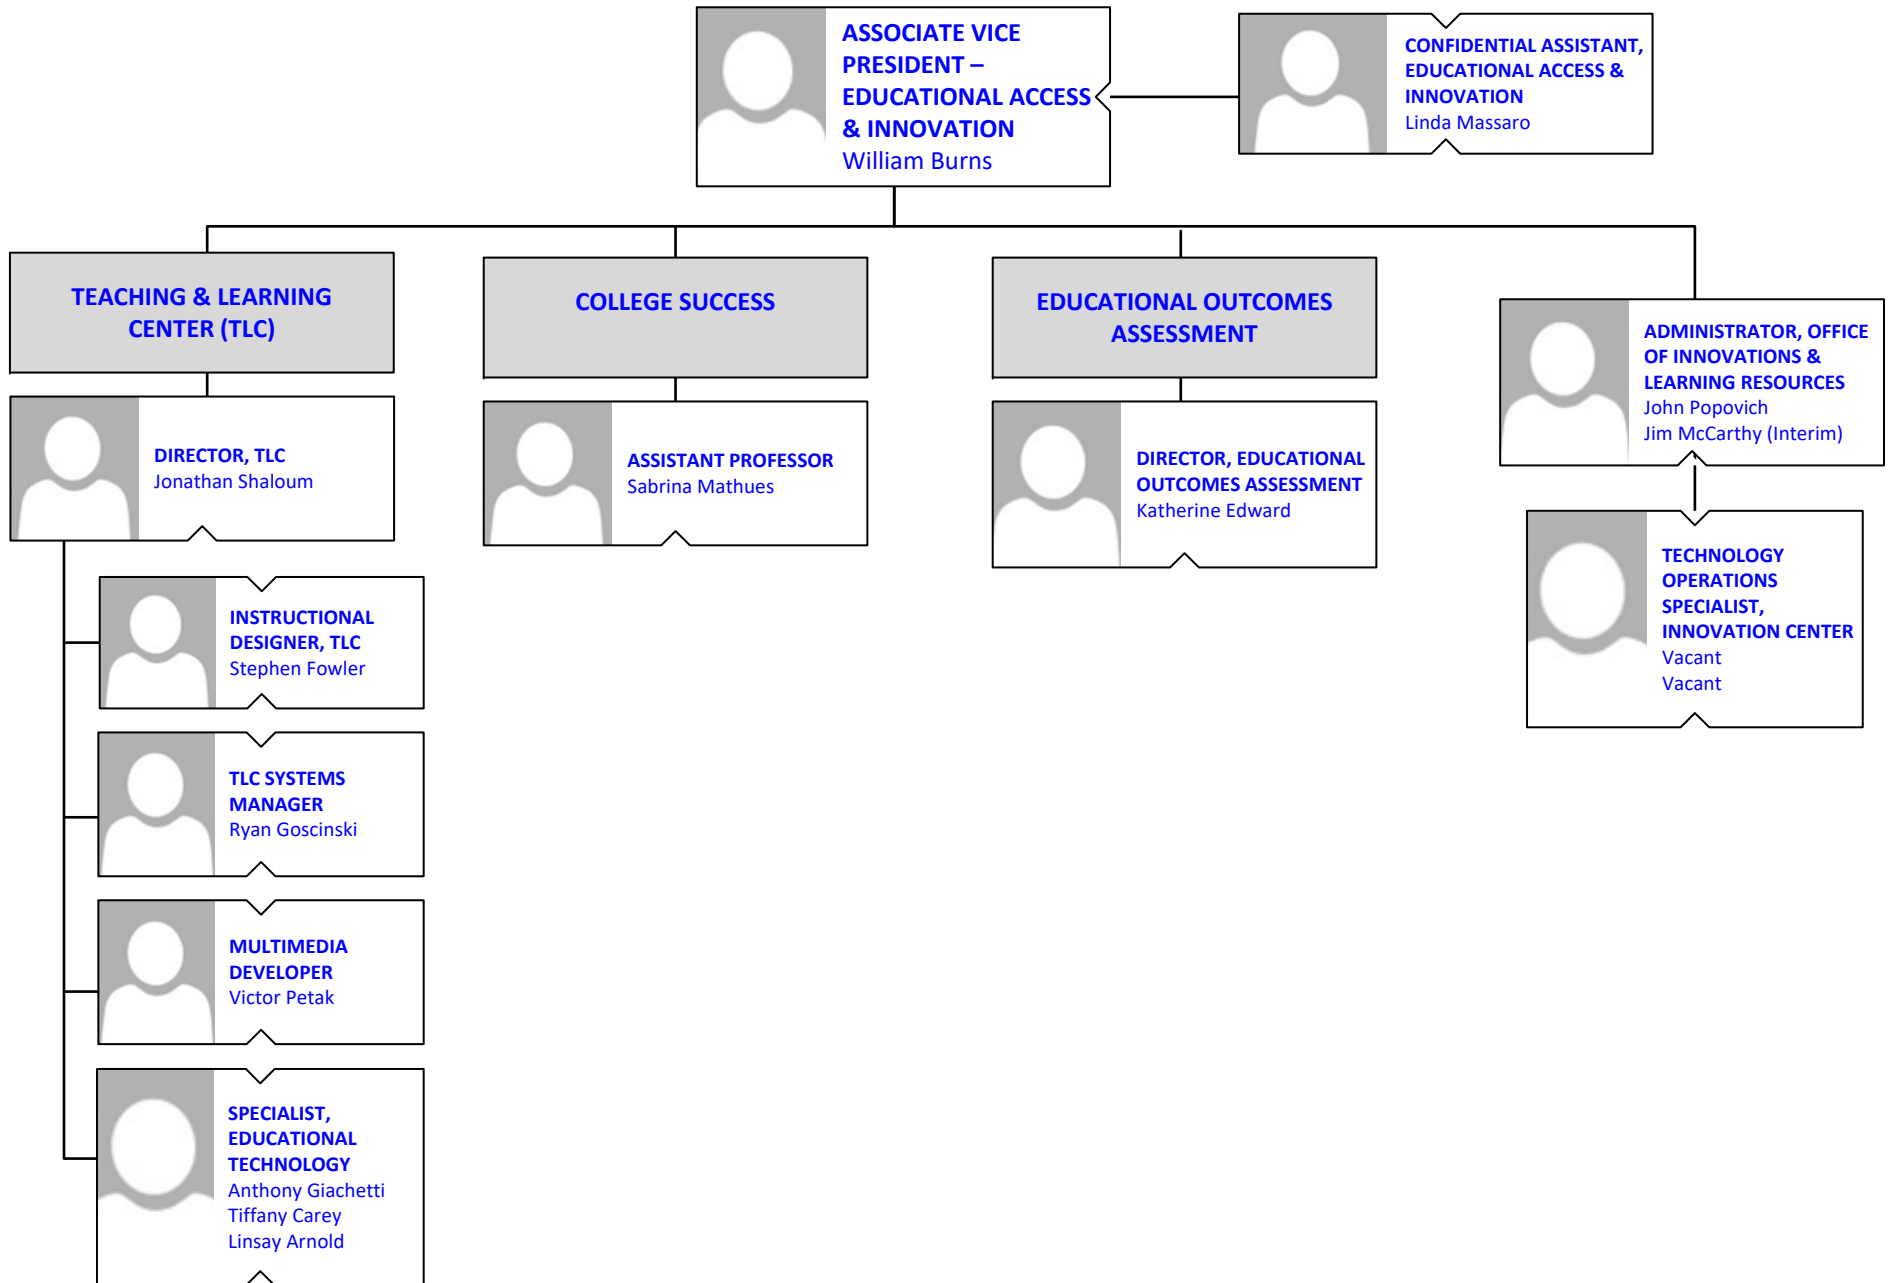 ASSOCIATE VICE
PRESIDENT –
EDUCATIONAL ACCESS
& INNOVATION
William Burns
CONFIDENTIAL ASSISTANT,
EDUCATIONAL ACCESS &
INNOVATION
Linda Massaro
TEACHING & LEARNING
CENTER (TLC)
COLLEGE SUCCESS
EDUCATIONAL OUTCOMES
ASSESSMENT
ADMINISTRATOR, OFFICE
OF INNOVATIONS &
LEARNING RESOURCES
John Popovich
Jim McCarthy (Interim)
DIRECTOR, TLC
Jonathan Shaloum
ASSISTANT PROFESSOR
Sabrina Mathues
DIRECTOR, EDUCATIONAL
OUTCOMES ASSESSMENT
Katherine Edward
TECHNOLOGY
OPERATIONS
SPECIALIST,
INNOVATION CENTER
Vacant
Vacant
INSTRUCTIONAL
DESIGNER, TLC
Stephen Fowler
TLC SYSTEMS
MANAGER
Ryan Goscinski
MULTIMEDIA
DEVELOPER
Victor Petak
SPECIALIST,
EDUCATIONAL
TECHNOLOGY
Anthony Giachetti
Tiffany Carey
Linsay Arnold